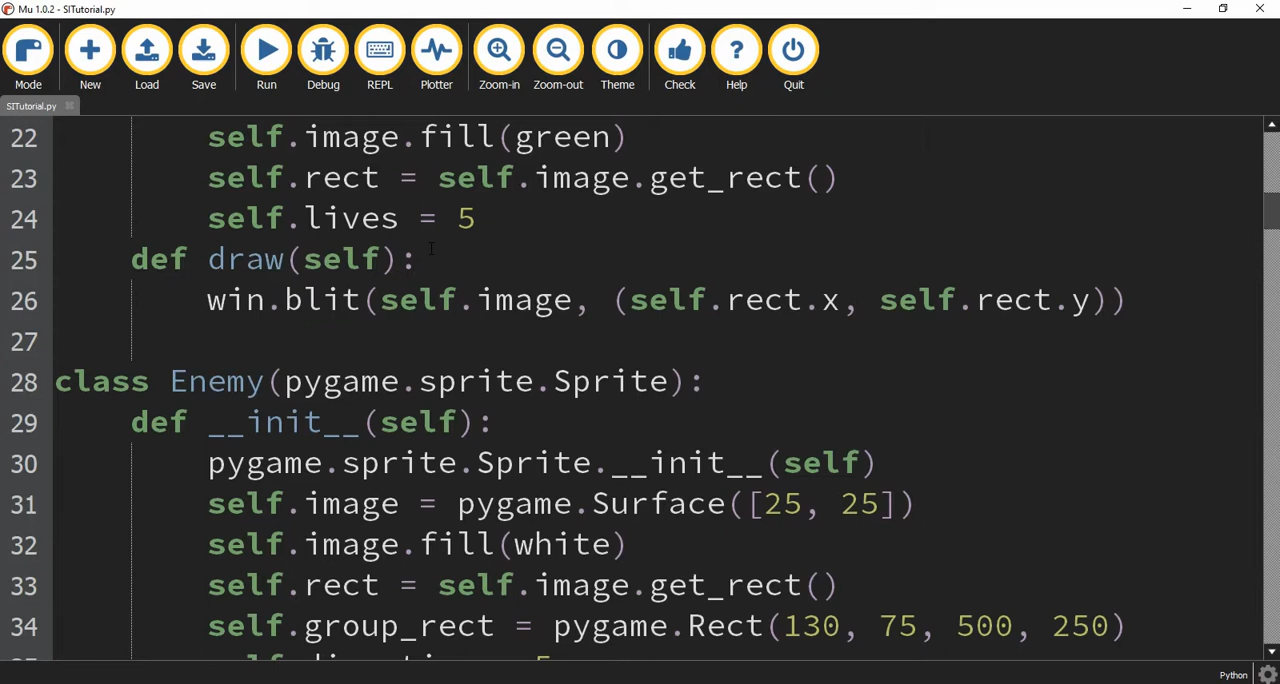 Mu 1.0.2 - SITutorial.py
Mode New Load Save Run Debug REPL Plotter Zoom-in Zoom-out Theme Check Help Quit
SITutorial.py
22 self.image.fill(green)
23 self.rect = self.image.get_rect()
24 self.lives = 5
25 def draw(self):
26 win.blit(self.image, (self.rect.x, self.rect.y))
27
28 class Enemy(pygame.sprite.Sprite):
29 def __init__(self):
30 pygame.sprite.Sprite.__init__(self)
31 self.image = pygame.Surface([25, 25])
32 self.image.fill(white)
33 self.rect = self.image.get_rect()
34 self.group_rect = pygame.Rect(130, 75, 500, 250)
Python